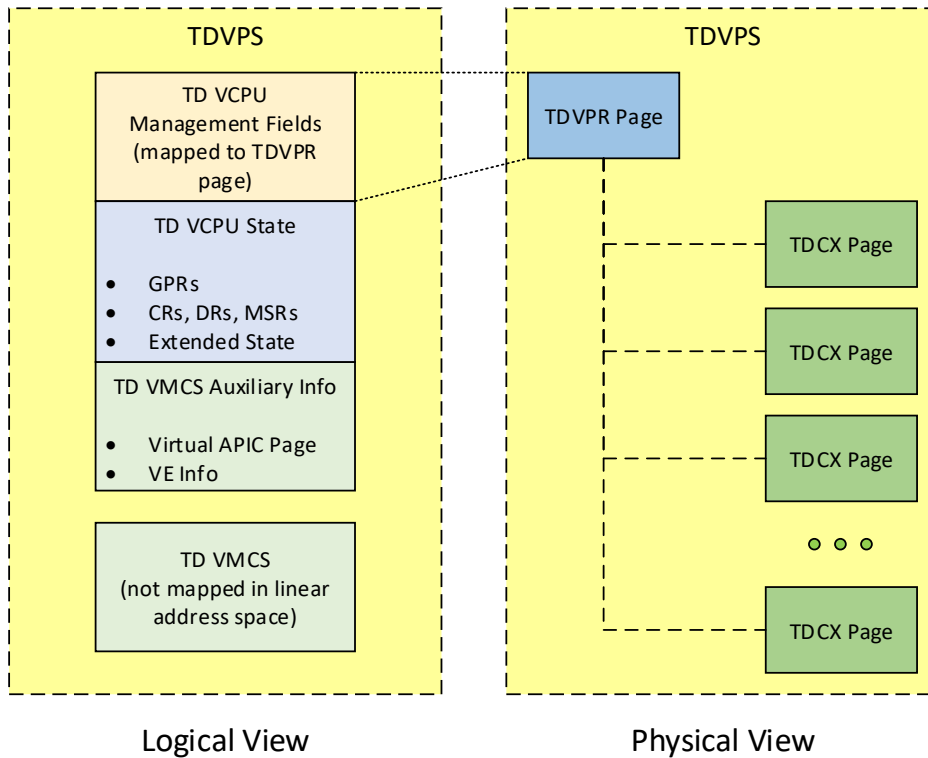 TDVPS
TD VCPU
Management Fields
(mapped to TDVPR
page)
TD VCPU State
• GPRs
• CRs, DRs, MSRs
• Extended State
TD VMCS Auxiliary Info
• Virtual APIC Page
• VE Info
TD VMCS
(not mapped in linear
address space)
Logical View
TDVPS
TDVPR Page
TDCX Page
TDCX Page
TDCX Page
TDCX Page
Physical View